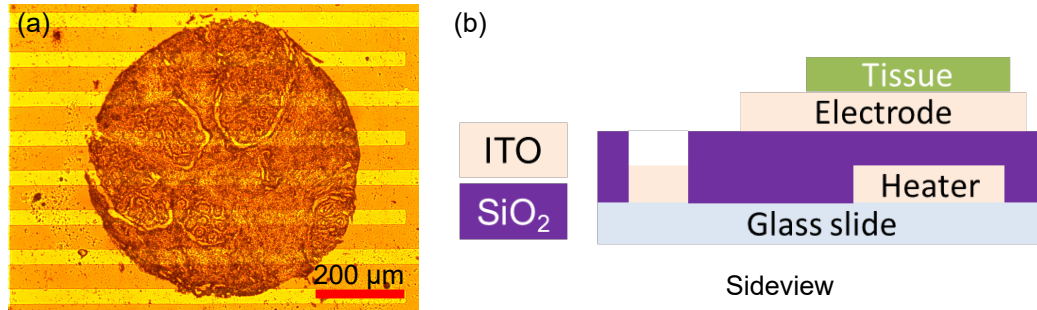 (a)
200 μm
(b)
ITO
SiO₂
Tissue
Electrode
Heater
Glass slide
Sideview